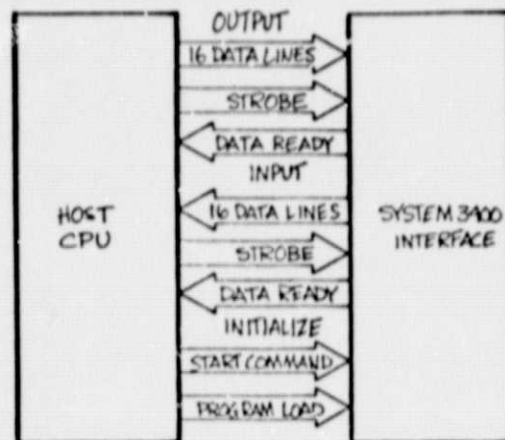 OUTPUT
16 DATA LINES
STROBE
DATA READY
INPUT
HOST
CPU
16 DATA LINES
SYSTEM 3400
INTERFACE
STROBE
DATA READY
INITIALIZE
START COMMAND
PROGRAM LOAD